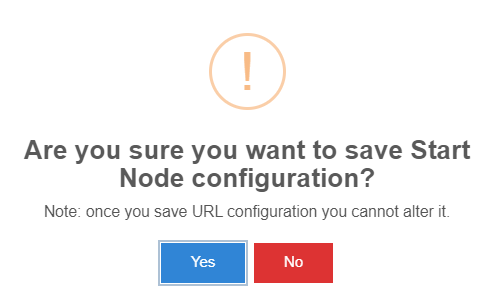 !
Are you sure you want to save Start
Node configuration?
Note: once you save URL configuration you cannot alter it.
Yes No